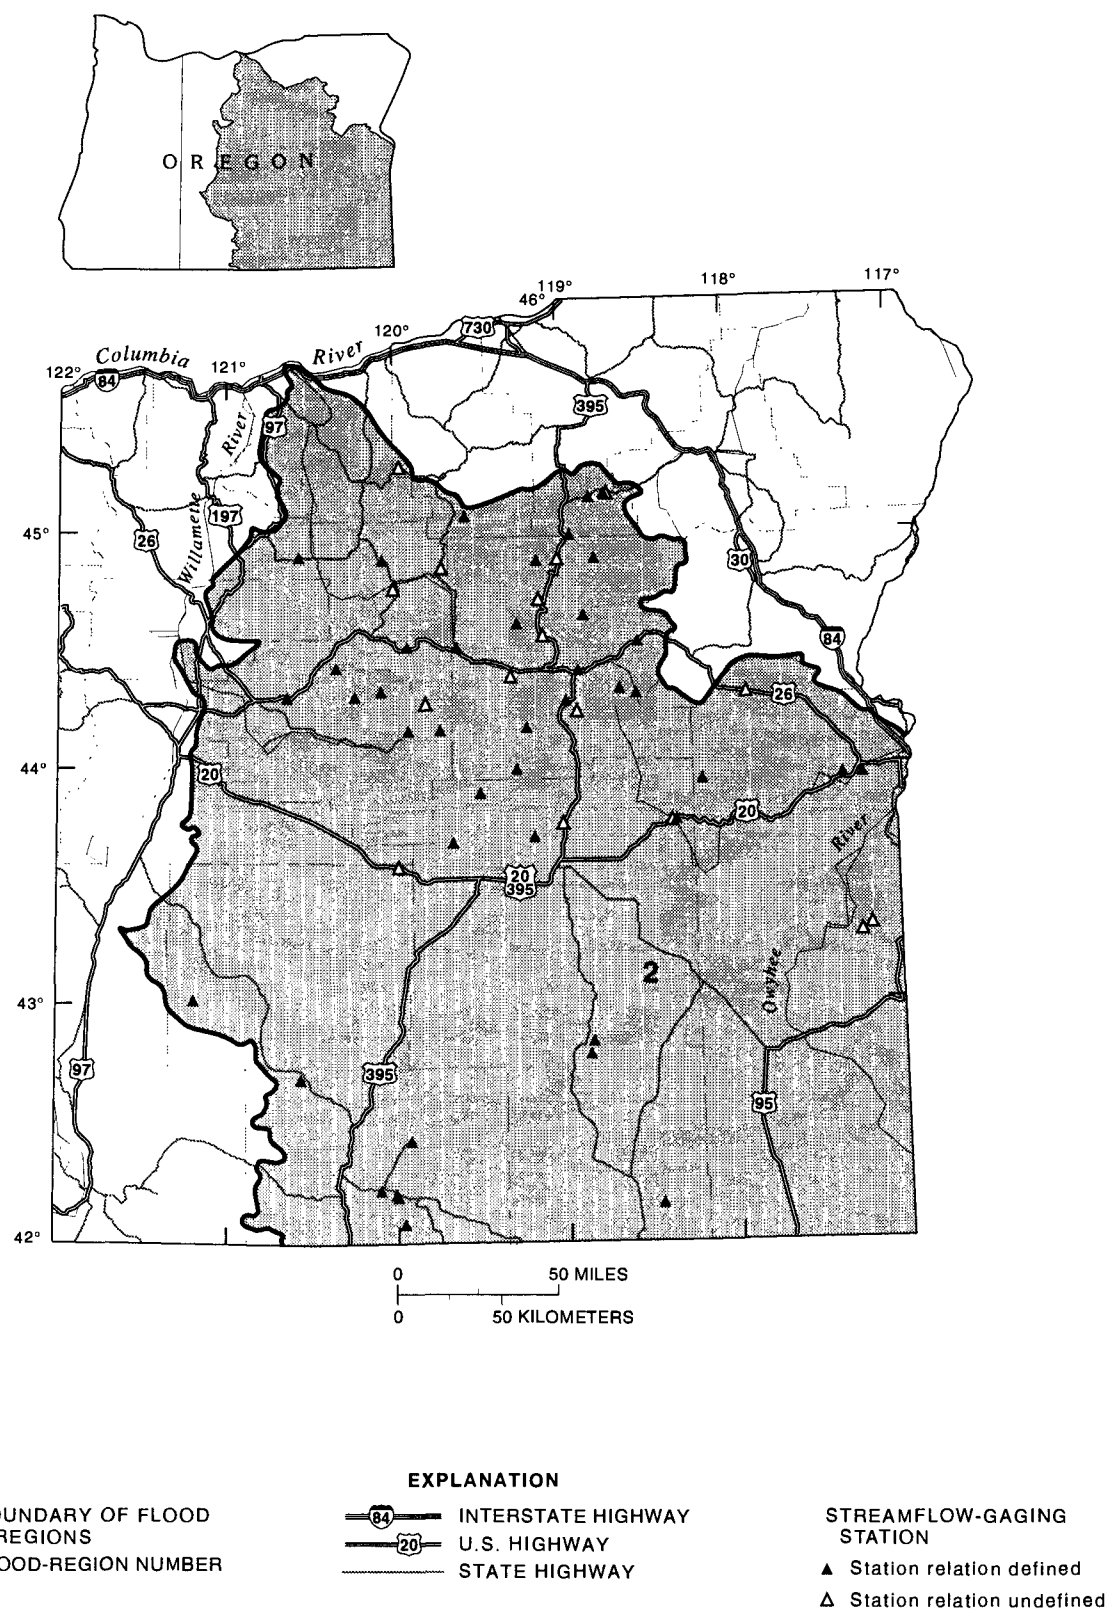 OREGON
117°
118°
119°
46°
730
120°
River
Columbia
121°
122°
84
395
97
River
197
Willamette
45°
26
30
84
26
44°
20
20
River
20
395
2
Owyhee
43°
97
395
95
42°
0 50 MILES
0 50 KILOMETERS
EXPLANATION
OUNDARY OF FLOOD
REGIONS
OOD-REGION NUMBER
84 INTERSTATE HIGHWAY
20 U.S. HIGHWAY
STATE HIGHWAY
STREAMFLOW-GAGING
STATION
Station relation defined
Station relation undefined